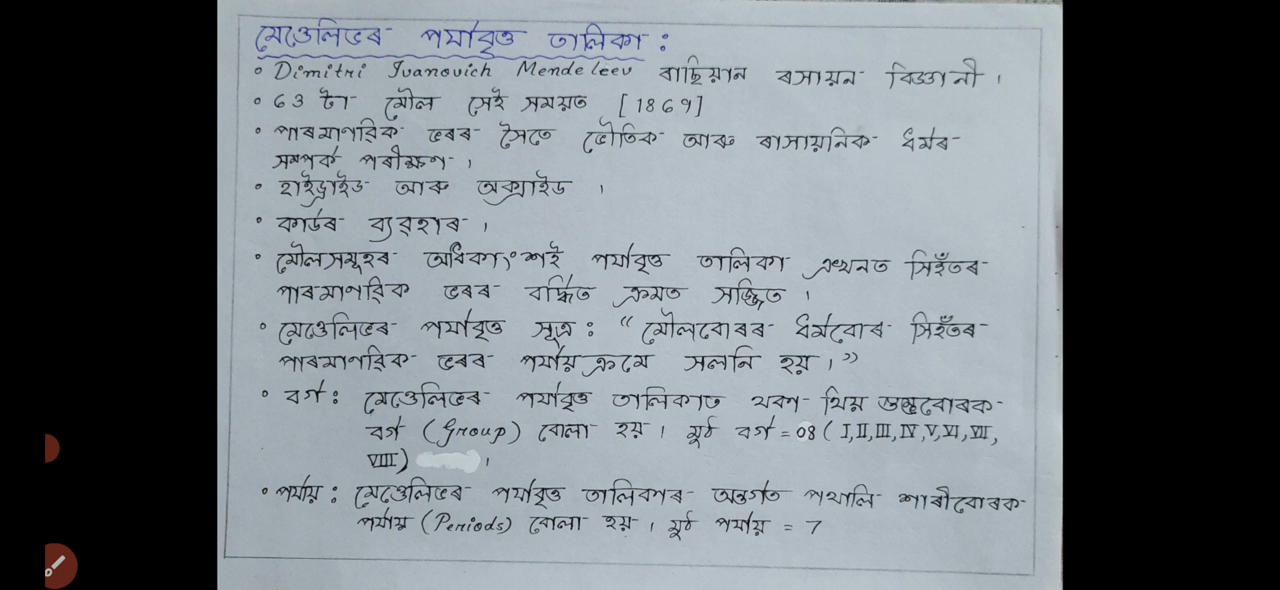 মেণ্ডেলিভৰ পৰ্যাবৃত্ত তালিকা :
• Dimitri Ivanovich Mendeleev ৰাছিয়ান ৰসায়ন বিজ্ঞানী ।
• 63 টা মৌল সেই সময়ত [1869]
• পাৰমাণৱিক ভৰৰ সৈতে ভৌতিক আৰু ৰাসায়নিক ধৰ্মৰ
সম্পৰ্ক পৰীক্ষণ ।
• হাইড্ৰাইড আৰু অক্সাইড ।
• কাৰ্ডৰ ব্যৱহাৰ ।
• মৌলসমূহৰ অধিকাংশই পৰ্যাবৃত্ত তালিকা এখনত সিহঁতৰ
পাৰমাণৱিক ভৰৰ বৰ্দ্ধিত ক্ৰমত সজ্জিত ।
• মেণ্ডেলিভৰ পৰ্যাবৃত্ত সূত্ৰ : “ মৌলবোৰৰ ধৰ্মবোৰ সিহঁতৰ
পাৰমাণৱিক ভৰৰ পৰ্যায়ক্ৰমে সলনি হয় । ”
• বৰ্গ : মেণ্ডেলিভৰ পৰ্যাবৃত্ত তালিকাত থকা থিয় স্তম্ভবোৰক
বৰ্গ (Group) বোলা হয় । মুঠ বৰ্গ = 08 ( I, II, III, IV, V, VI, VII,
VIII) ।
• পৰ্যায় : মেণ্ডেলিভৰ পৰ্যাবৃত্ত তালিকাৰ অন্তৰ্গত পথালি শাৰীবোৰক
পৰ্যায় (Periods) বোলা হয় । মুঠ পৰ্যায় = 7